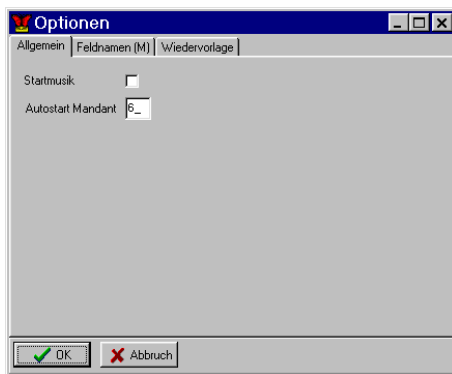 Optionen
Allgemein Feldnamen (M) Wiedervorlage
Startmusik
Autostart Mandant 6_
OK Abbruch